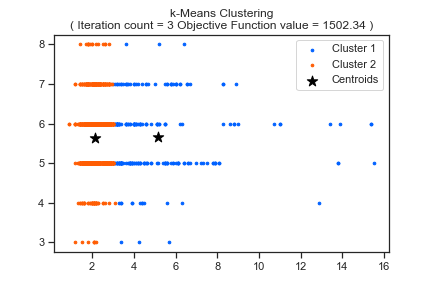 k-Means Clustering
( Iteration count = 3 Objective Function value = 1502.34 )
8
7
6
5
4
3
Cluster 1
Cluster 2
Centroids
2 4 6 8 10 12 14 16